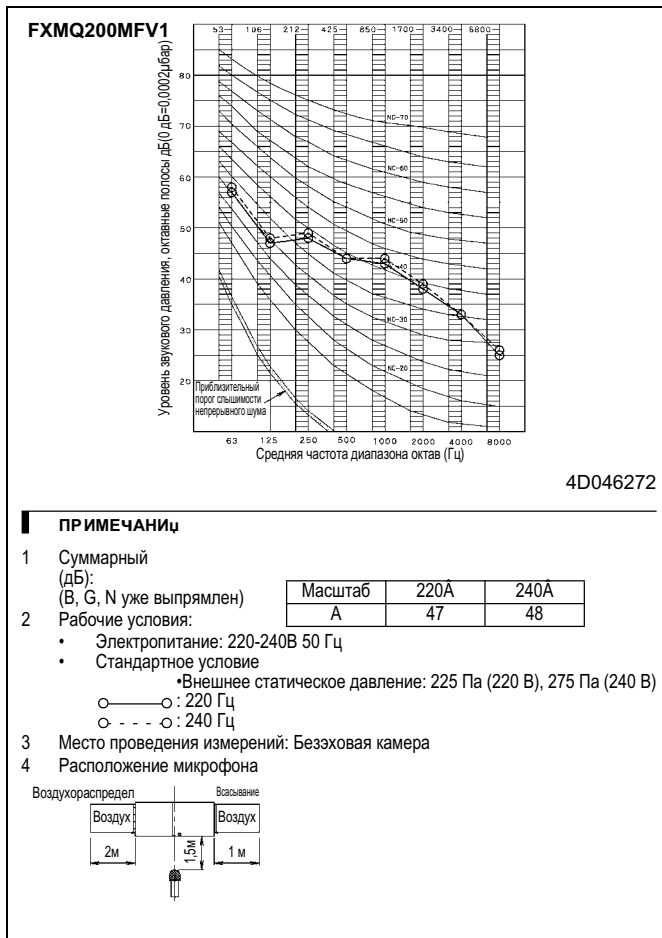 FXMQ200MFV1
53 106 212 425 850 1700 3400 6800
Уровень звукового давления, октавные полосы дБ(0 дБ=0,0002µбар)
80
70
60
50
40
30
20
NC-70
NC-60
NC-50
-40
NC-30
NC-20
Приблизительный
порог слышимости
непрерывного шума
63 125 250 500 1000 2000 4000 8000
Средняя частота диапазона октав (Гц)
4D046272
ПРИМЕЧАНИµ
1 Суммарный
(дБ):
(B, G, N уже выпрямлен)
Масштаб 220Â 240Â
A 47 48
2 Рабочие условия:
• Электропитание: 220-240В 50 Гц
• Стандартное условие
•Внешнее статическое давление: 225 Па (220 В), 275 Па (240 В)
: 220 Гц
: 240 Гц
3 Место проведения измерений: Безэховая камера
4 Расположение микрофона
Воздухораспредел Всасывание
Воздух Воздух
2м 1,5м 1 м